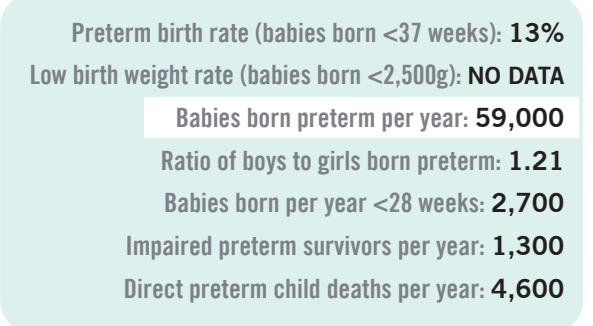 Preterm birth rate (babies born <37 weeks): 13%
Low birth weight rate (babies born <2,500g): NO DATA
Babies born preterm per year: 59,000
Ratio of boys to girls born preterm: 1.21
Babies born per year <28 weeks: 2,700
Impaired preterm survivors per year: 1,300
Direct preterm child deaths per year: 4,600